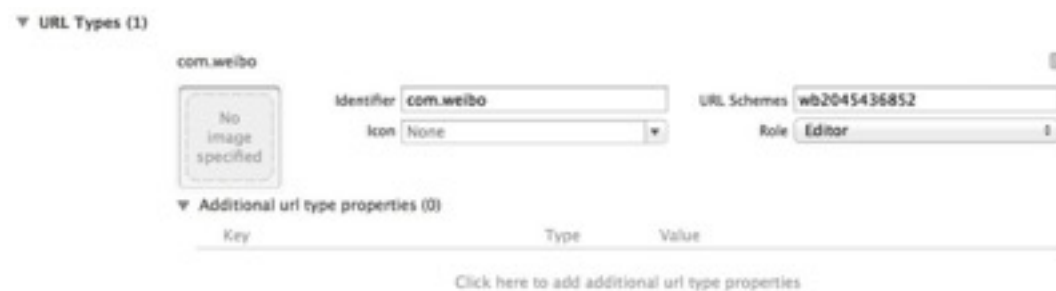 ▼ URL Types (1)
com.weibo
No image specified
Identifier com.weibo URL Schemes wb2045436852
Icon None Role Editor
▼ Additional url type properties (0)
Key Type Value
Click here to add additional url type properties